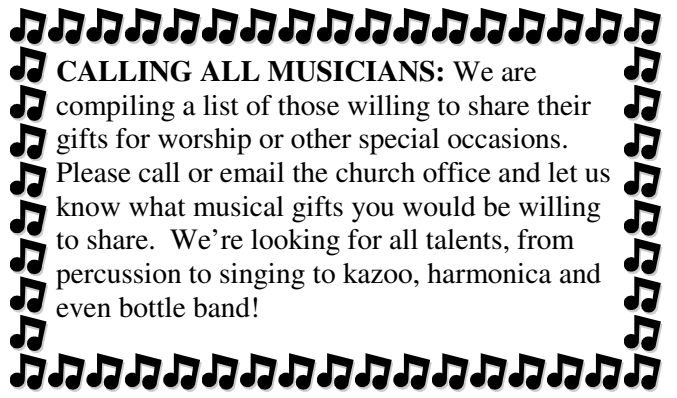 CALLING ALL MUSICIANS: We are
compiling a list of those willing to share their
gifts for worship or other special occasions.
Please call or email the church office and let us
know what musical gifts you would be willing
to share.  We're looking for all talents, from
percussion to singing to kazoo, harmonica and
even bottle band!